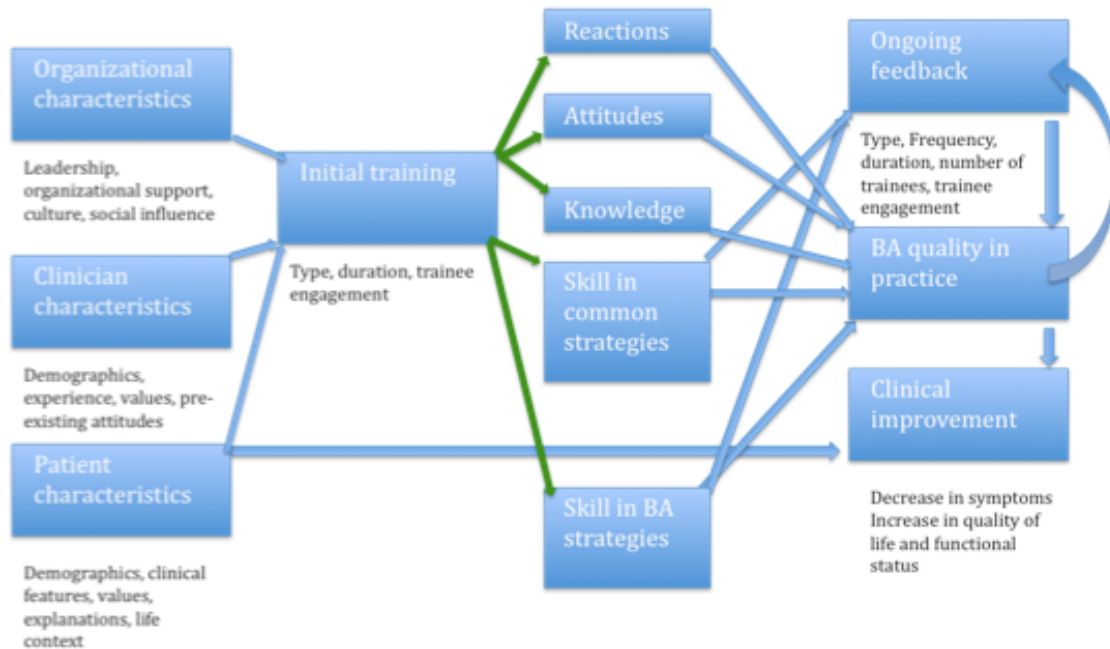 Organizational
characteristics
Leadership,
organizational support,
culture, social influence
Clinician
characteristics
Demographics,
experience, values, pre-
existing attitudes
Patient
characteristics
Demographics, clinical
features, values,
explanations, life
context
Initial training
Type, duration, trainee
engagement
Reactions
Attitudes
Knowledge
Skill in
common
strategies
Skill in BA
strategies
Ongoing
feedback
Type, Frequency,
duration, number of
trainees, trainee
engagement
BA quality in
practice
Clinical
improvement
Decrease in symptoms
Increase in quality of
life and functional
status